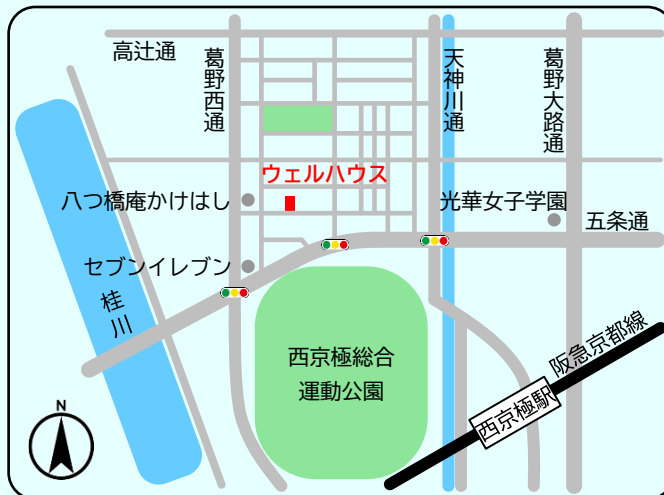 高辻通
葛野西通
天神川通
葛野大路通
ウェルハウス
八つ橋庵かけはし
光華女子学園
五条通
セブンイレブン
桂川
西京極総合
運動公園
阪急京都線
西京極駅
N